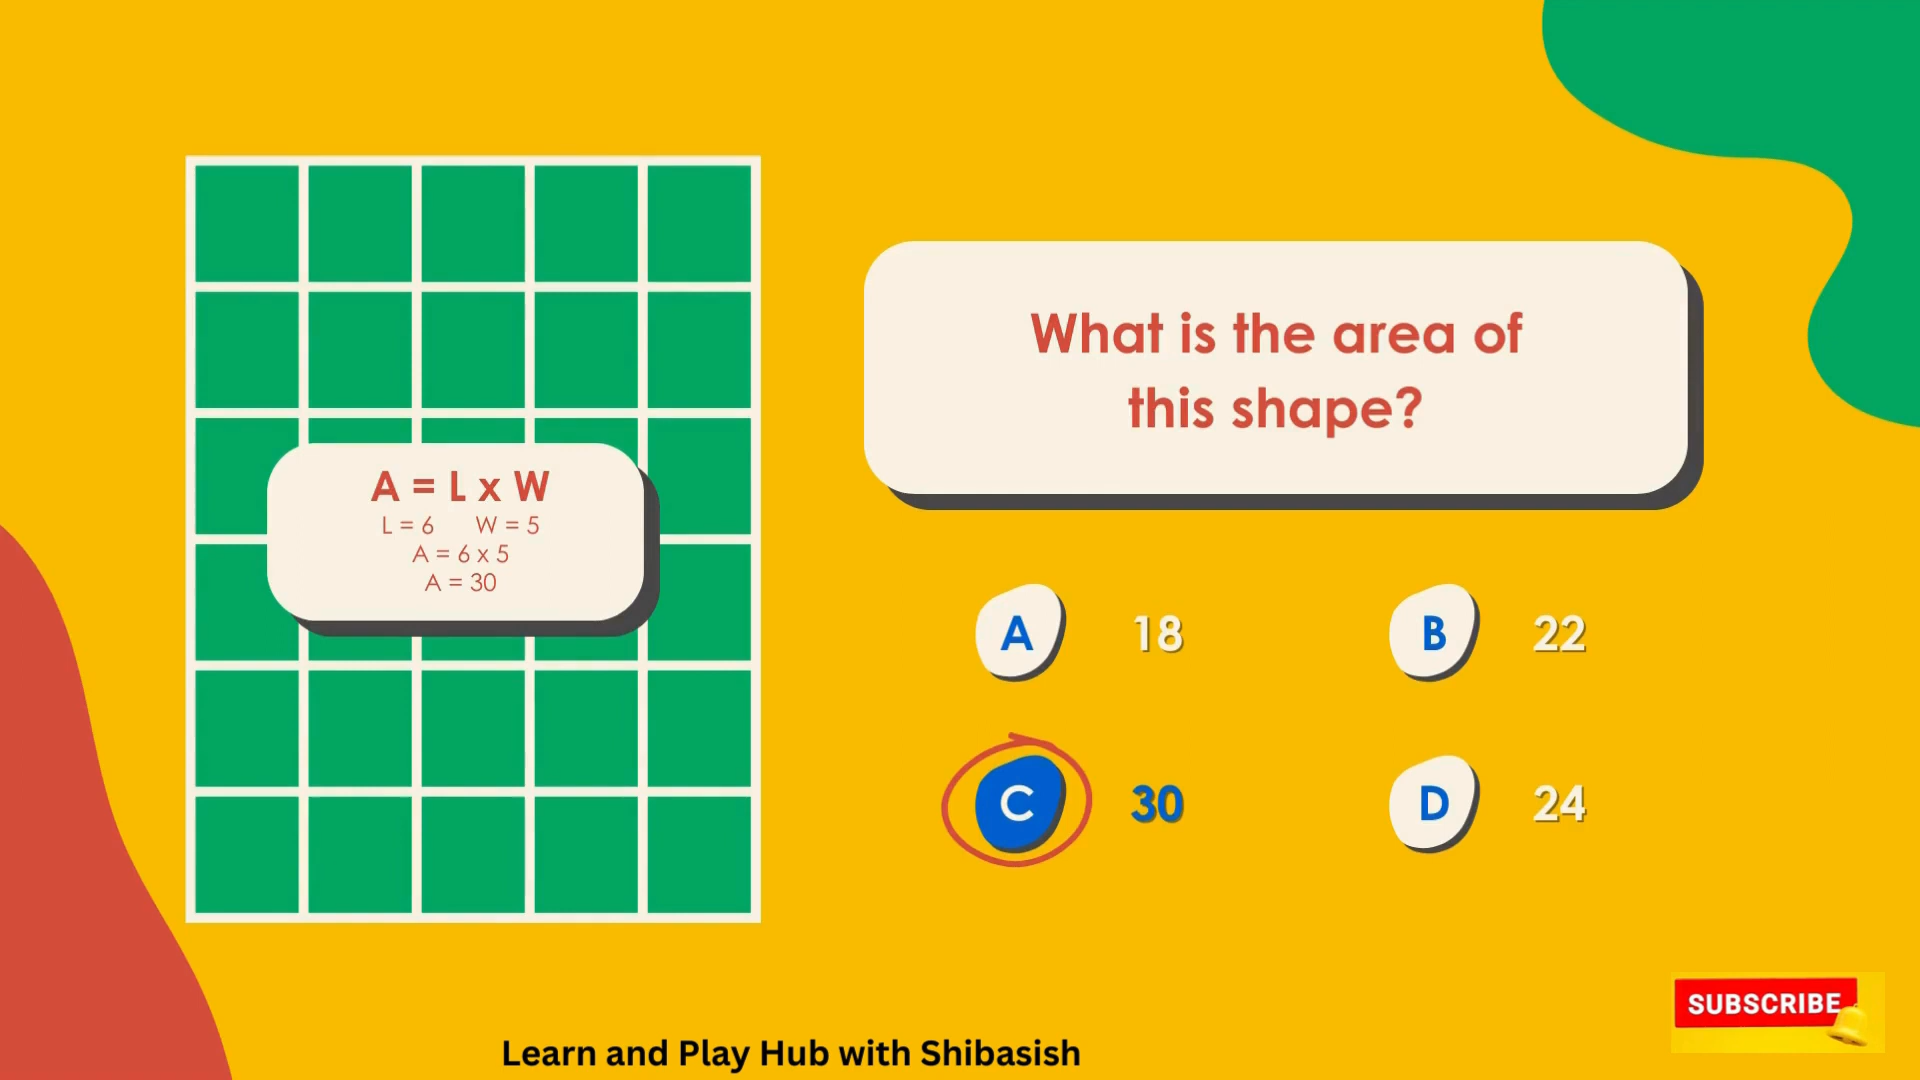 What is the area of
this shape?
A = L x W
L = 6 W = 5
A = 6 x 5
A = 30
A 18
B 22
C 30
D 24
SUBSCRIBE
Learn and Play Hub with Shibasish